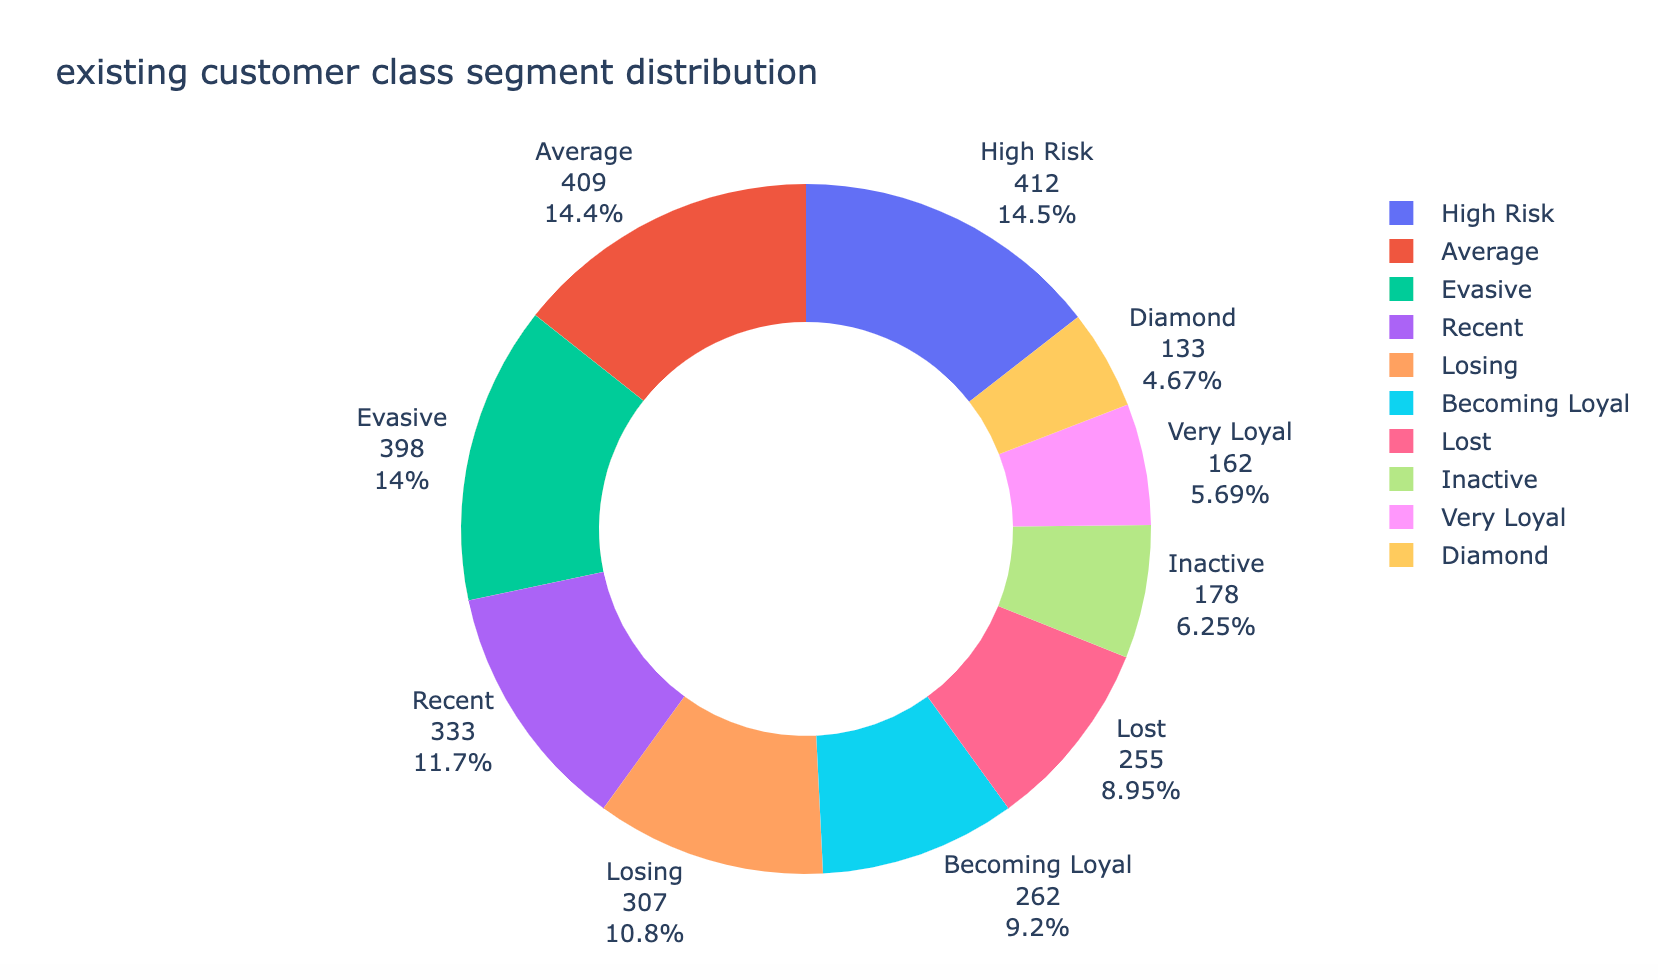 existing customer class segment distribution
High Risk
412
14.5%
Diamond
133
4.67%
Very Loyal
162
5.69%
Inactive
178
6.25%
Lost
255
8.95%
Becoming Loyal
262
9.2%
Losing
307
10.8%
Recent
333
11.7%
Evasive
398
14%
Average
409
14.4%
High Risk
Average
Evasive
Recent
Losing
Becoming Loyal
Lost
Inactive
Very Loyal
Diamond